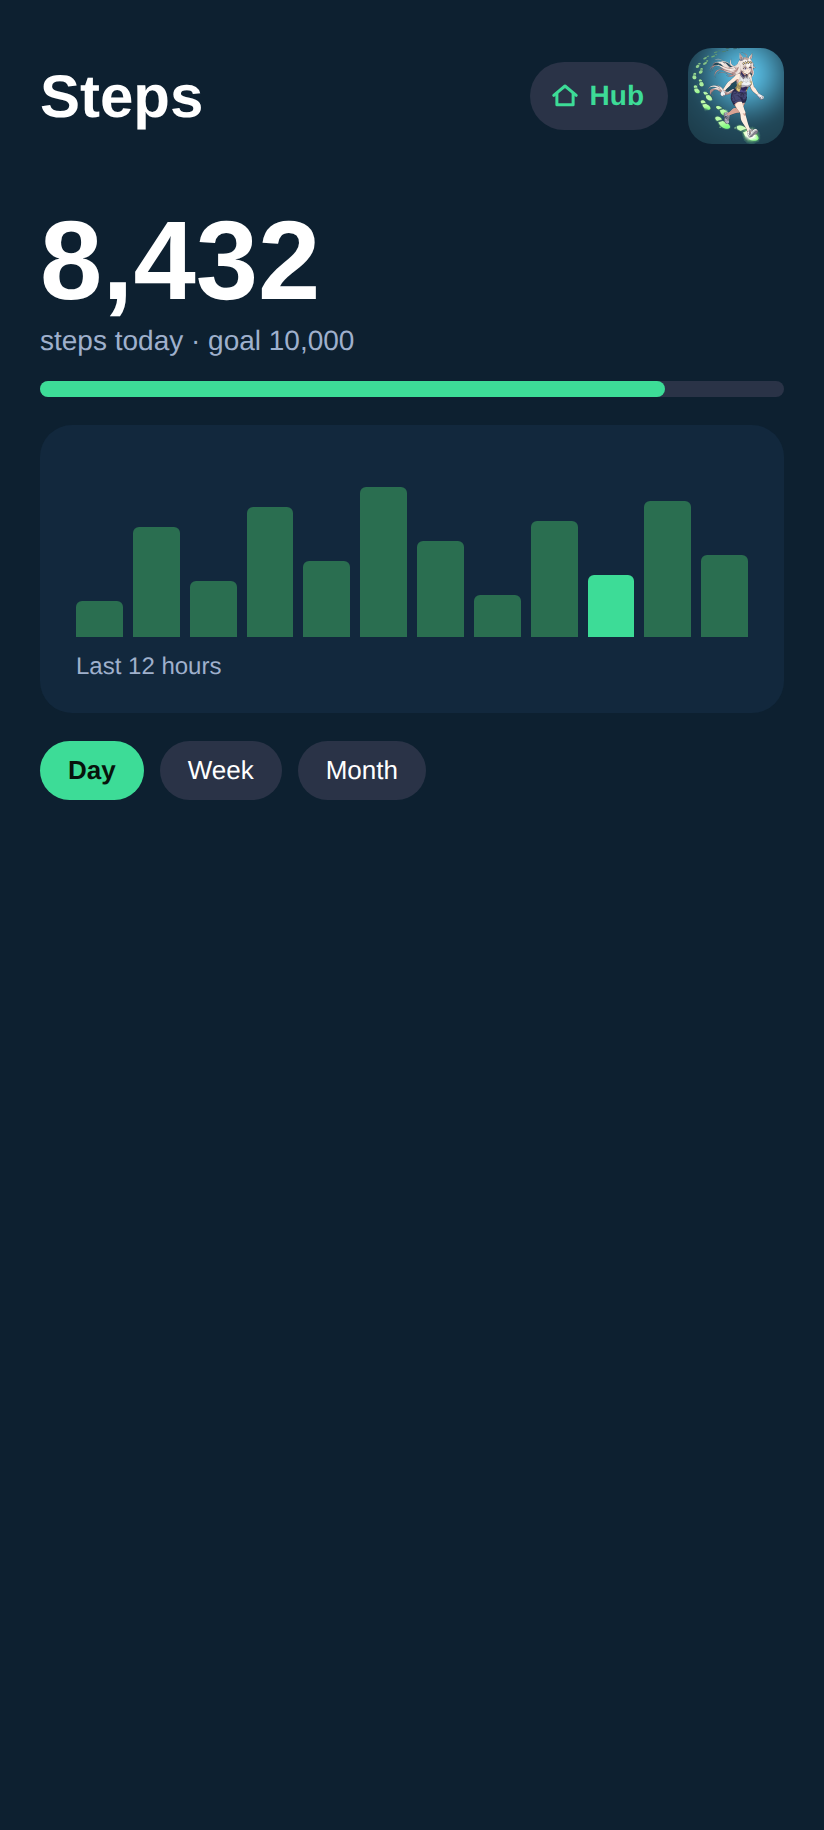 Steps
Hub
8,432
steps today · goal 10,000
Last 12 hours
Day
Week
Month